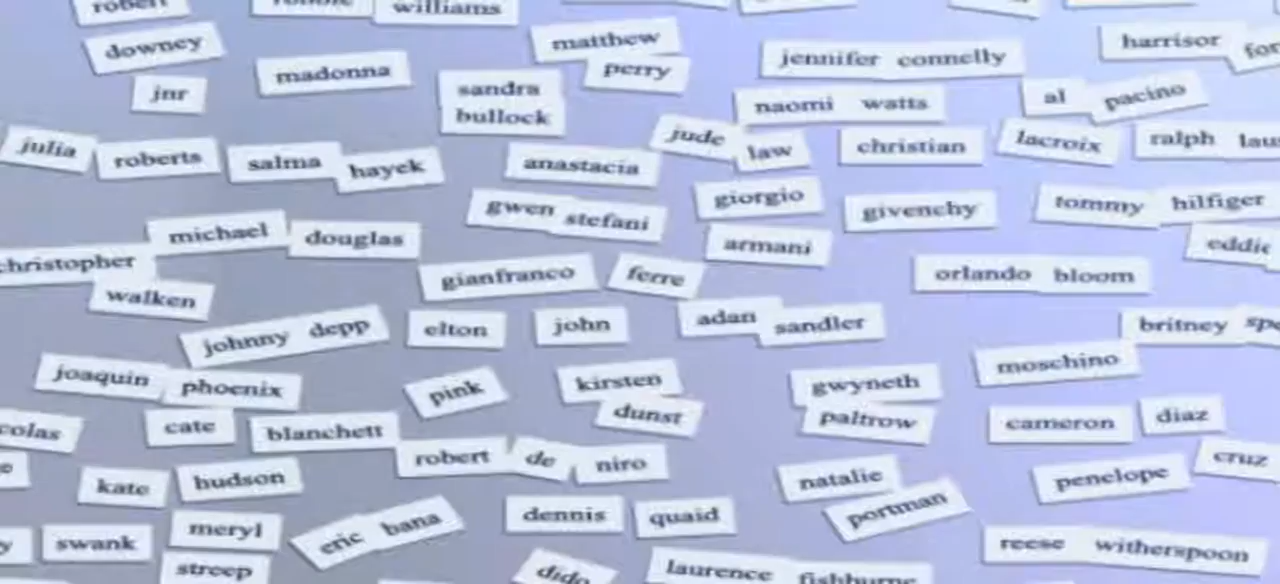 robert
williams
downey
jnr
madonna
matthew
perry
sandra
bullock
jennifer connelly
harrisor
naomi watts
al pacino
julia roberts
salma hayek
anastacia
jude law
christian lacroix
ralph
gwen stefani
giorgio
armani
givenchy
tommy hilfiger
michael douglas
christopher
walken
gianfranco ferre
orlando bloom
johnny depp
elton john
adan sandler
britney
joaquin phoenix
pink
kirsten
dunst
gwyneth
paltrow
moschino
cameron diaz
cate blanchett
robert de niro
natalie
portman
penelope cruz
kate hudson
swank
meryl
streep
eric bana
dennis quaid
reese witherspoon
dido
laurence fishburne